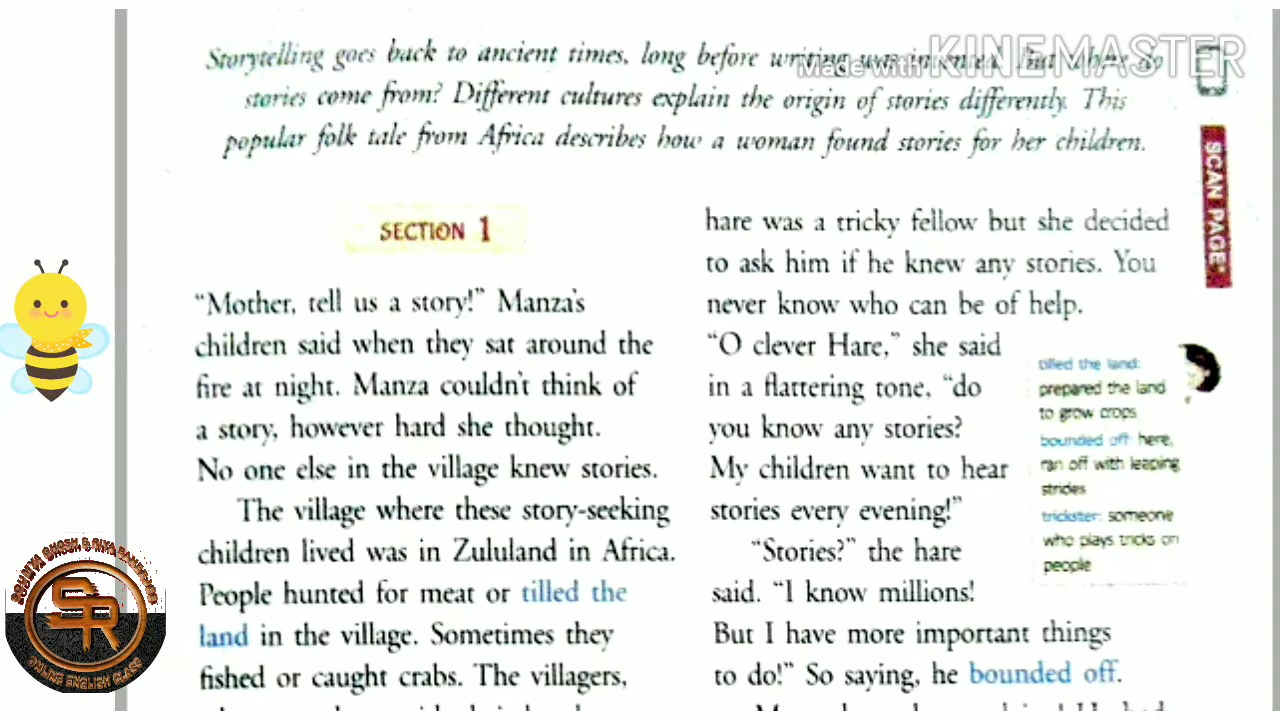 Storytelling goes back to ancient times, long before writing was invented. But where do
stories come from? Different cultures explain the origin of stories differently. This
popular folk tale from Africa describes how a woman found stories for her children.
Made with KINEMASTER
SCAN PAGE
SECTION 1
"Mother, tell us a story!" Manza's
children said when they sat around the
fire at night. Manza couldn't think of
a story, however hard she thought.
No one else in the village knew stories.
The village where these story-seeking
children lived was in Zululand in Africa.
People hunted for meat or tilled the
land in the village. Sometimes they
fished or caught crabs. The villagers,
hare was a tricky fellow but she decided
to ask him if he knew any stories. You
never know who can be of help.
"O clever Hare," she said
in a flattering tone, "do
you know any stories?
My children want to hear
stories every evening!"
"Stories?" the hare
said. "I know millions!
But I have more important things
to do!" So saying, he bounded off.
tilled the land:
prepared the land
to grow crops
bounded off: here,
ran off with leaping
strides
trickster: someone
who plays tricks on
people
SR
ONLINE ENGLISH CLASS